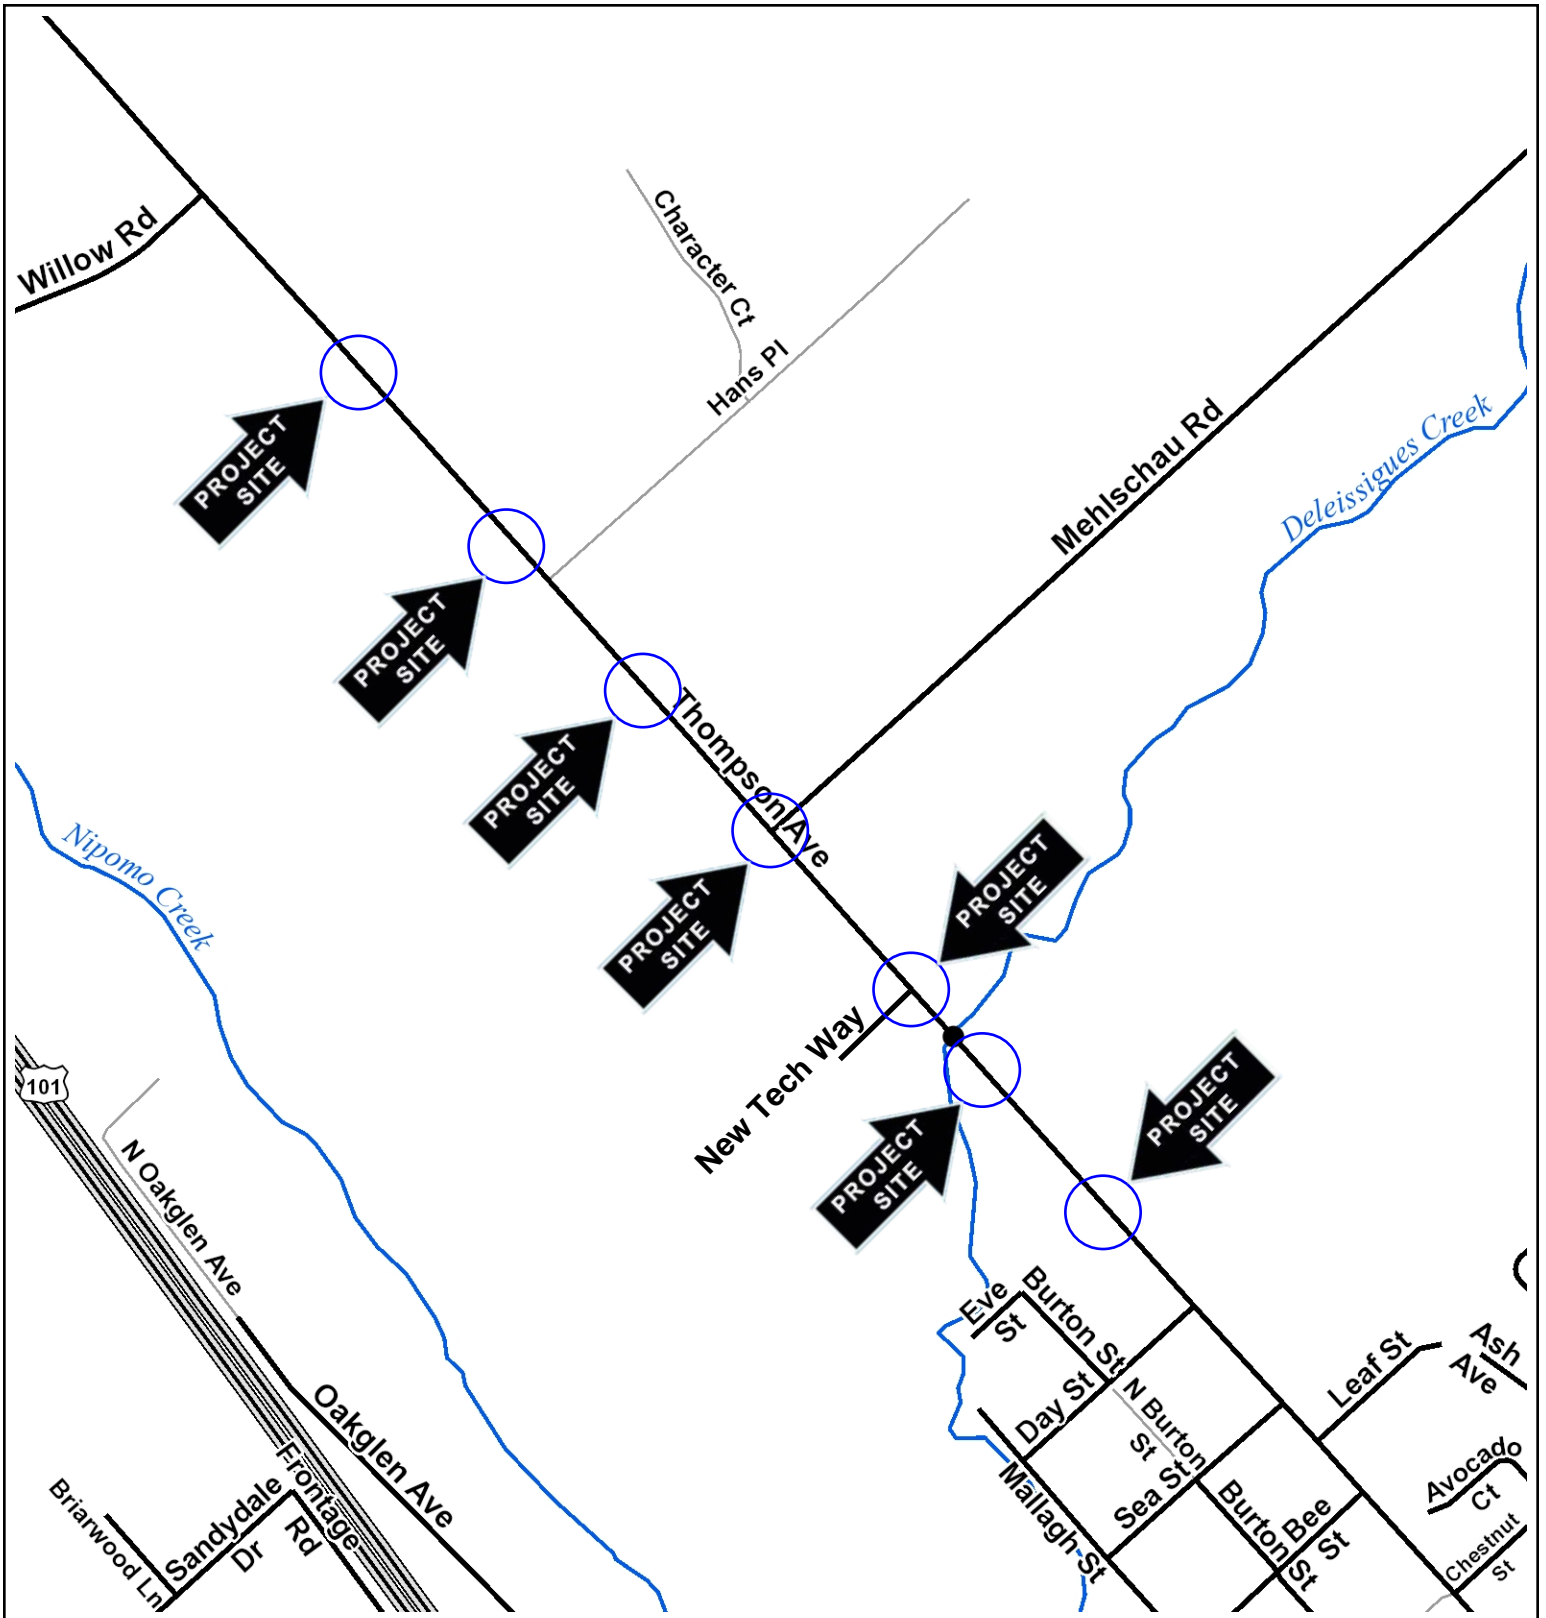 Willow Rd
Character Ct
Hans Pl
Mehlschau Rd
Deleissigues Creek
PROJECT
SITE
PROJECT
SITE
PROJECT
SITE
Thompson Ave
PROJECT
SITE
PROJECT
SITE
Nipomo Creek
New Tech Way
101
PROJECT
SITE
PROJECT
SITE
N Oakglen Ave
Eve
St
Burton St
Day St
N Burton
St
Leaf St
Ash
Ave
Oakglen Ave
Frontage
Rd
Sandydale
Dr
Briarwood Ln
Mallagh St
Sea St
Burton
St
Bee
St
Avocado
Ct
Chestnut
St